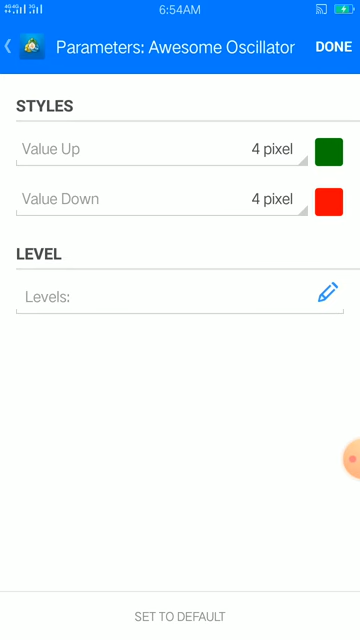 6:54AM
Parameters: Awesome Oscillator
DONE
STYLES
Value Up 4 pixel
Value Down 4 pixel
LEVEL
Levels:
SET TO DEFAULT